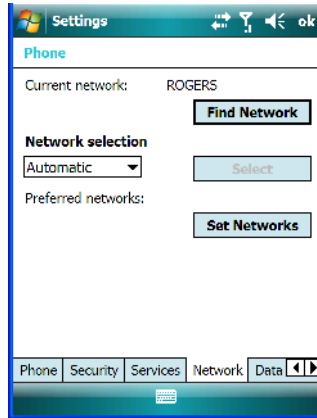 Settings ok
Phone
Current network: ROGERS
Find Network
Network selection
Automatic Select
Preferred networks:
Set Networks
Phone Security Services Network Data